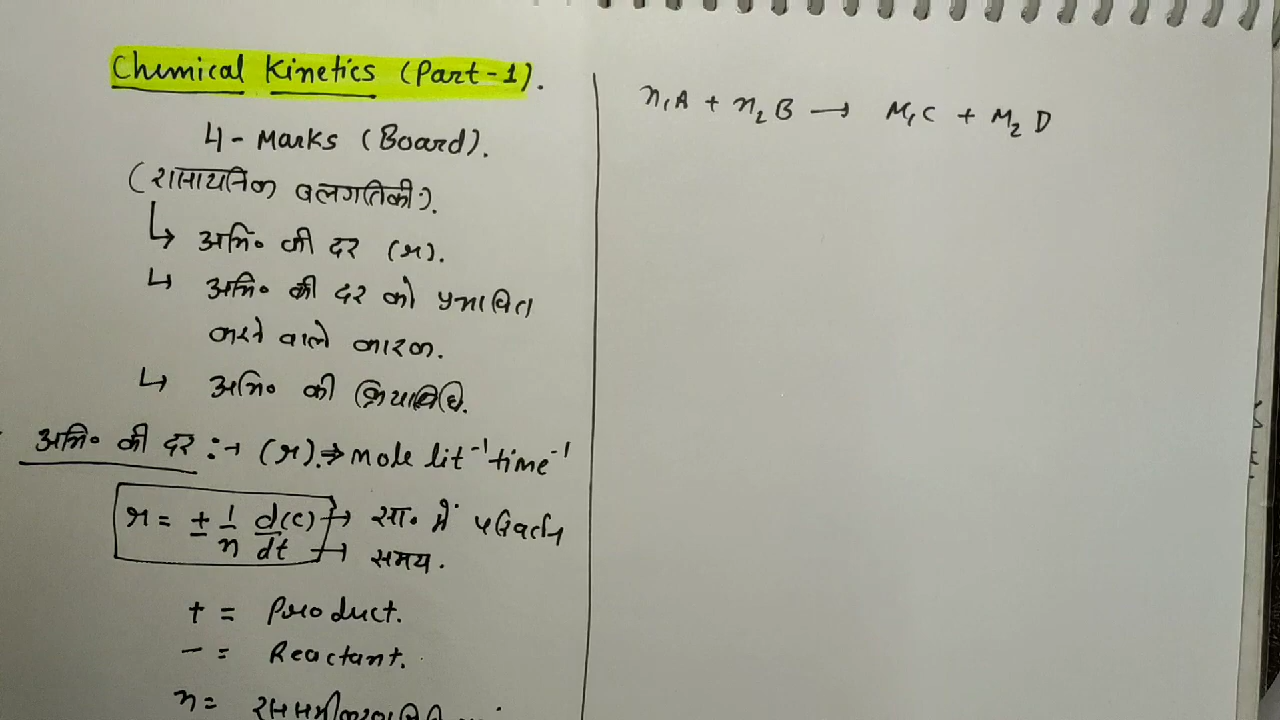 Chemical Kinetics (Part-1).
4-Marks (Board).
(रासायनिक बलगतिकी).
↳ अभि० की दर (r).
↳ अभि० की दर को प्रभावित
करने वाले कारक.
↳ अभि० की क्रियाविधि.
अभि० की दर :→ (r).⇒ mole lit⁻¹ time⁻¹
r = ± 1/n d(c)/dt → सा० में परिवर्तन
→ समय.
+ = Product.
- = Reactant.
n =
n₁A + n₂B → M₁C + M₂D